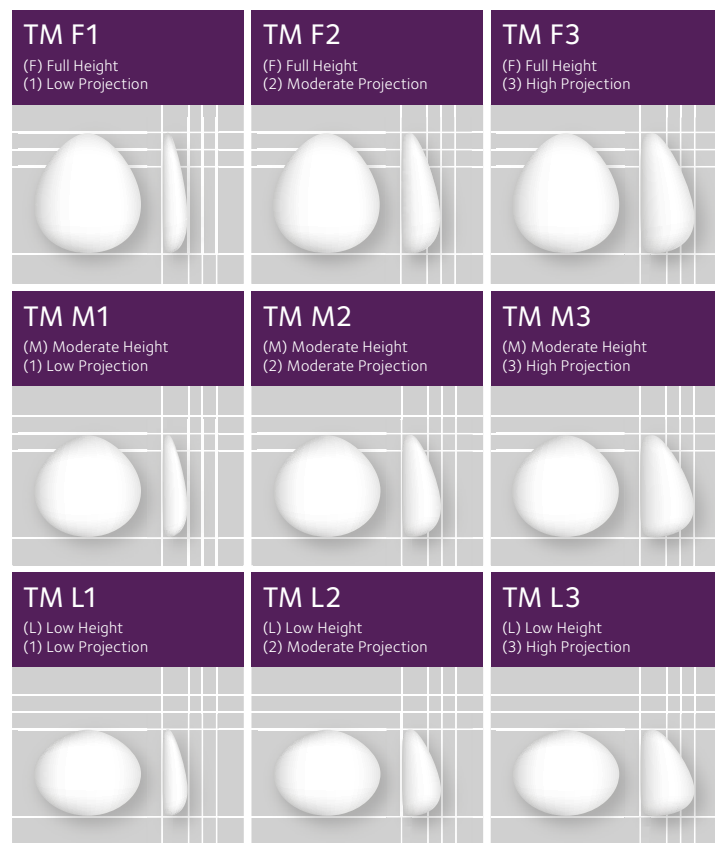 TM F1
(F) Full Height
(1) Low Projection
TM F2
(F) Full Height
(2) Moderate Projection
TM F3
(F) Full Height
(3) High Projection
TM M1
(M) Moderate Height
(1) Low Projection
TM M2
(M) Moderate Height
(2) Moderate Projection
TM M3
(M) Moderate Height
(3) High Projection
TM L1
(L) Low Height
(1) Low Projection
TM L2
(L) Low Height
(2) Moderate Projection
TM L3
(L) Low Height
(3) High Projection